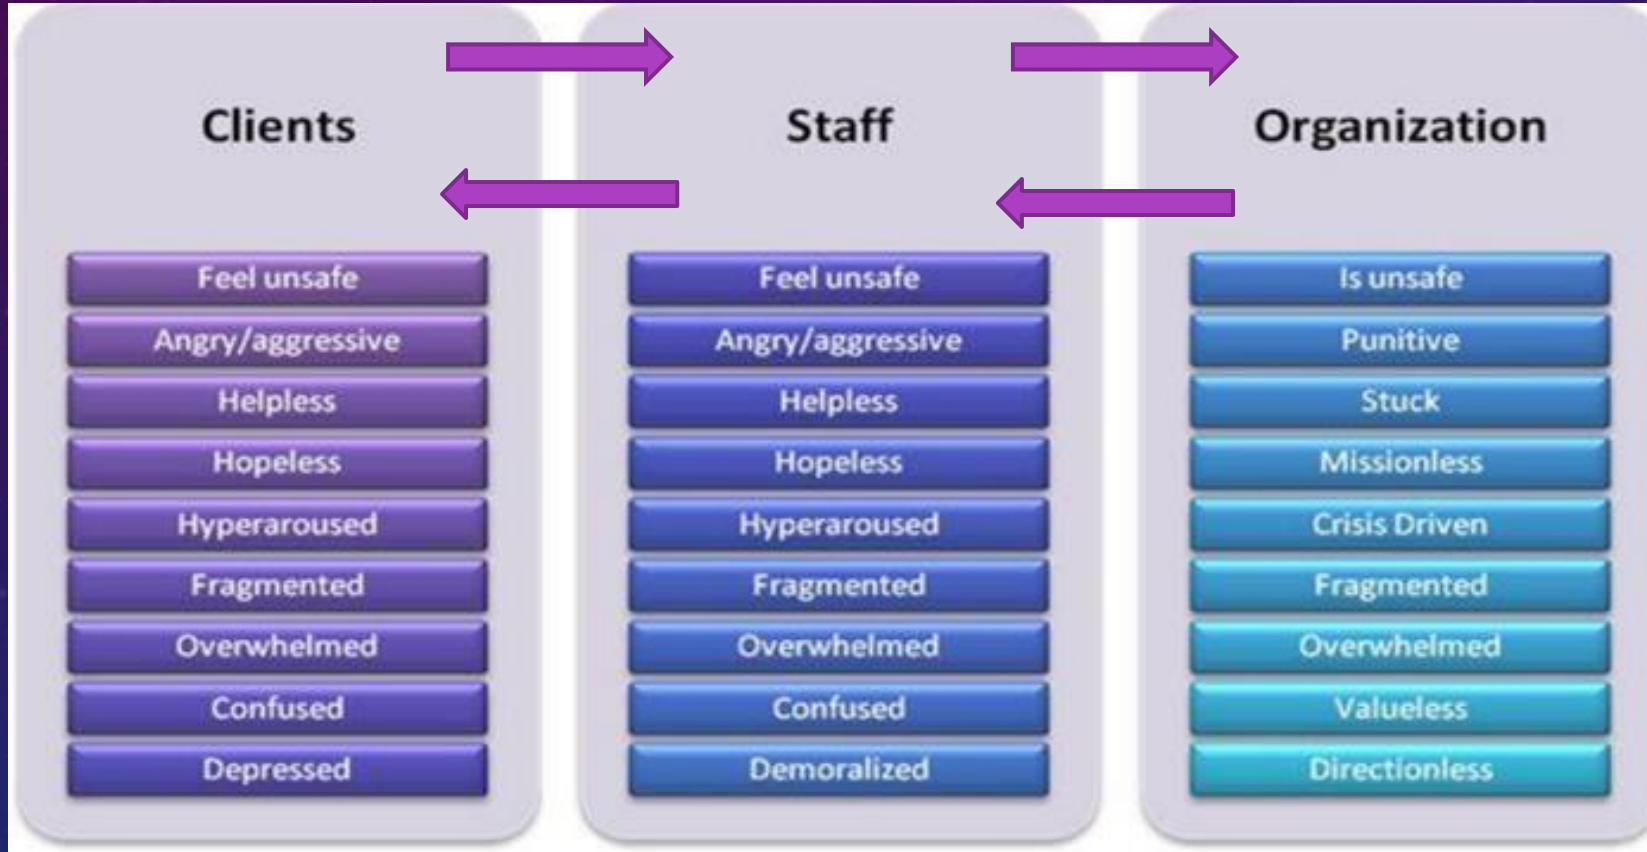 Clients
Feel unsafe
Angry/aggressive
Helpless
Hopeless
Hyperaroused
Fragmented
Overwhelmed
Confused
Depressed
Staff
Feel unsafe
Angry/aggressive
Helpless
Hopeless
Hyperaroused
Fragmented
Overwhelmed
Confused
Demoralized
Organization
Is unsafe
Punitive
Stuck
Missionless
Crisis Driven
Fragmented
Overwhelmed
Valueless
Directionless